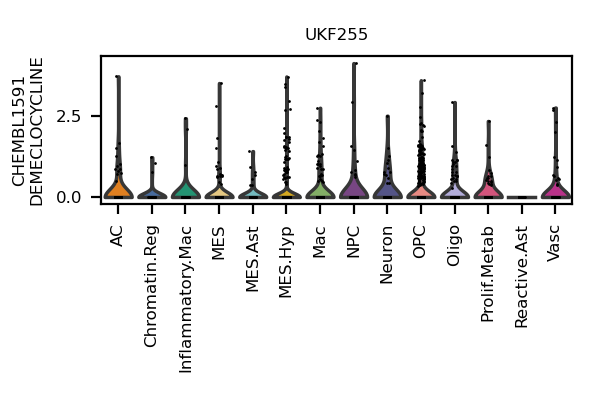 UKF255
CHEMBL1591
DEMECLOCYCLINE
2.5
0.0
AC
Chromatin.Reg
Inflammatory.Mac
MES
MES.Ast
MES.Hyp
Mac
NPC
Neuron
OPC
Oligo
Prolif.Metab
Reactive.Ast
Vasc